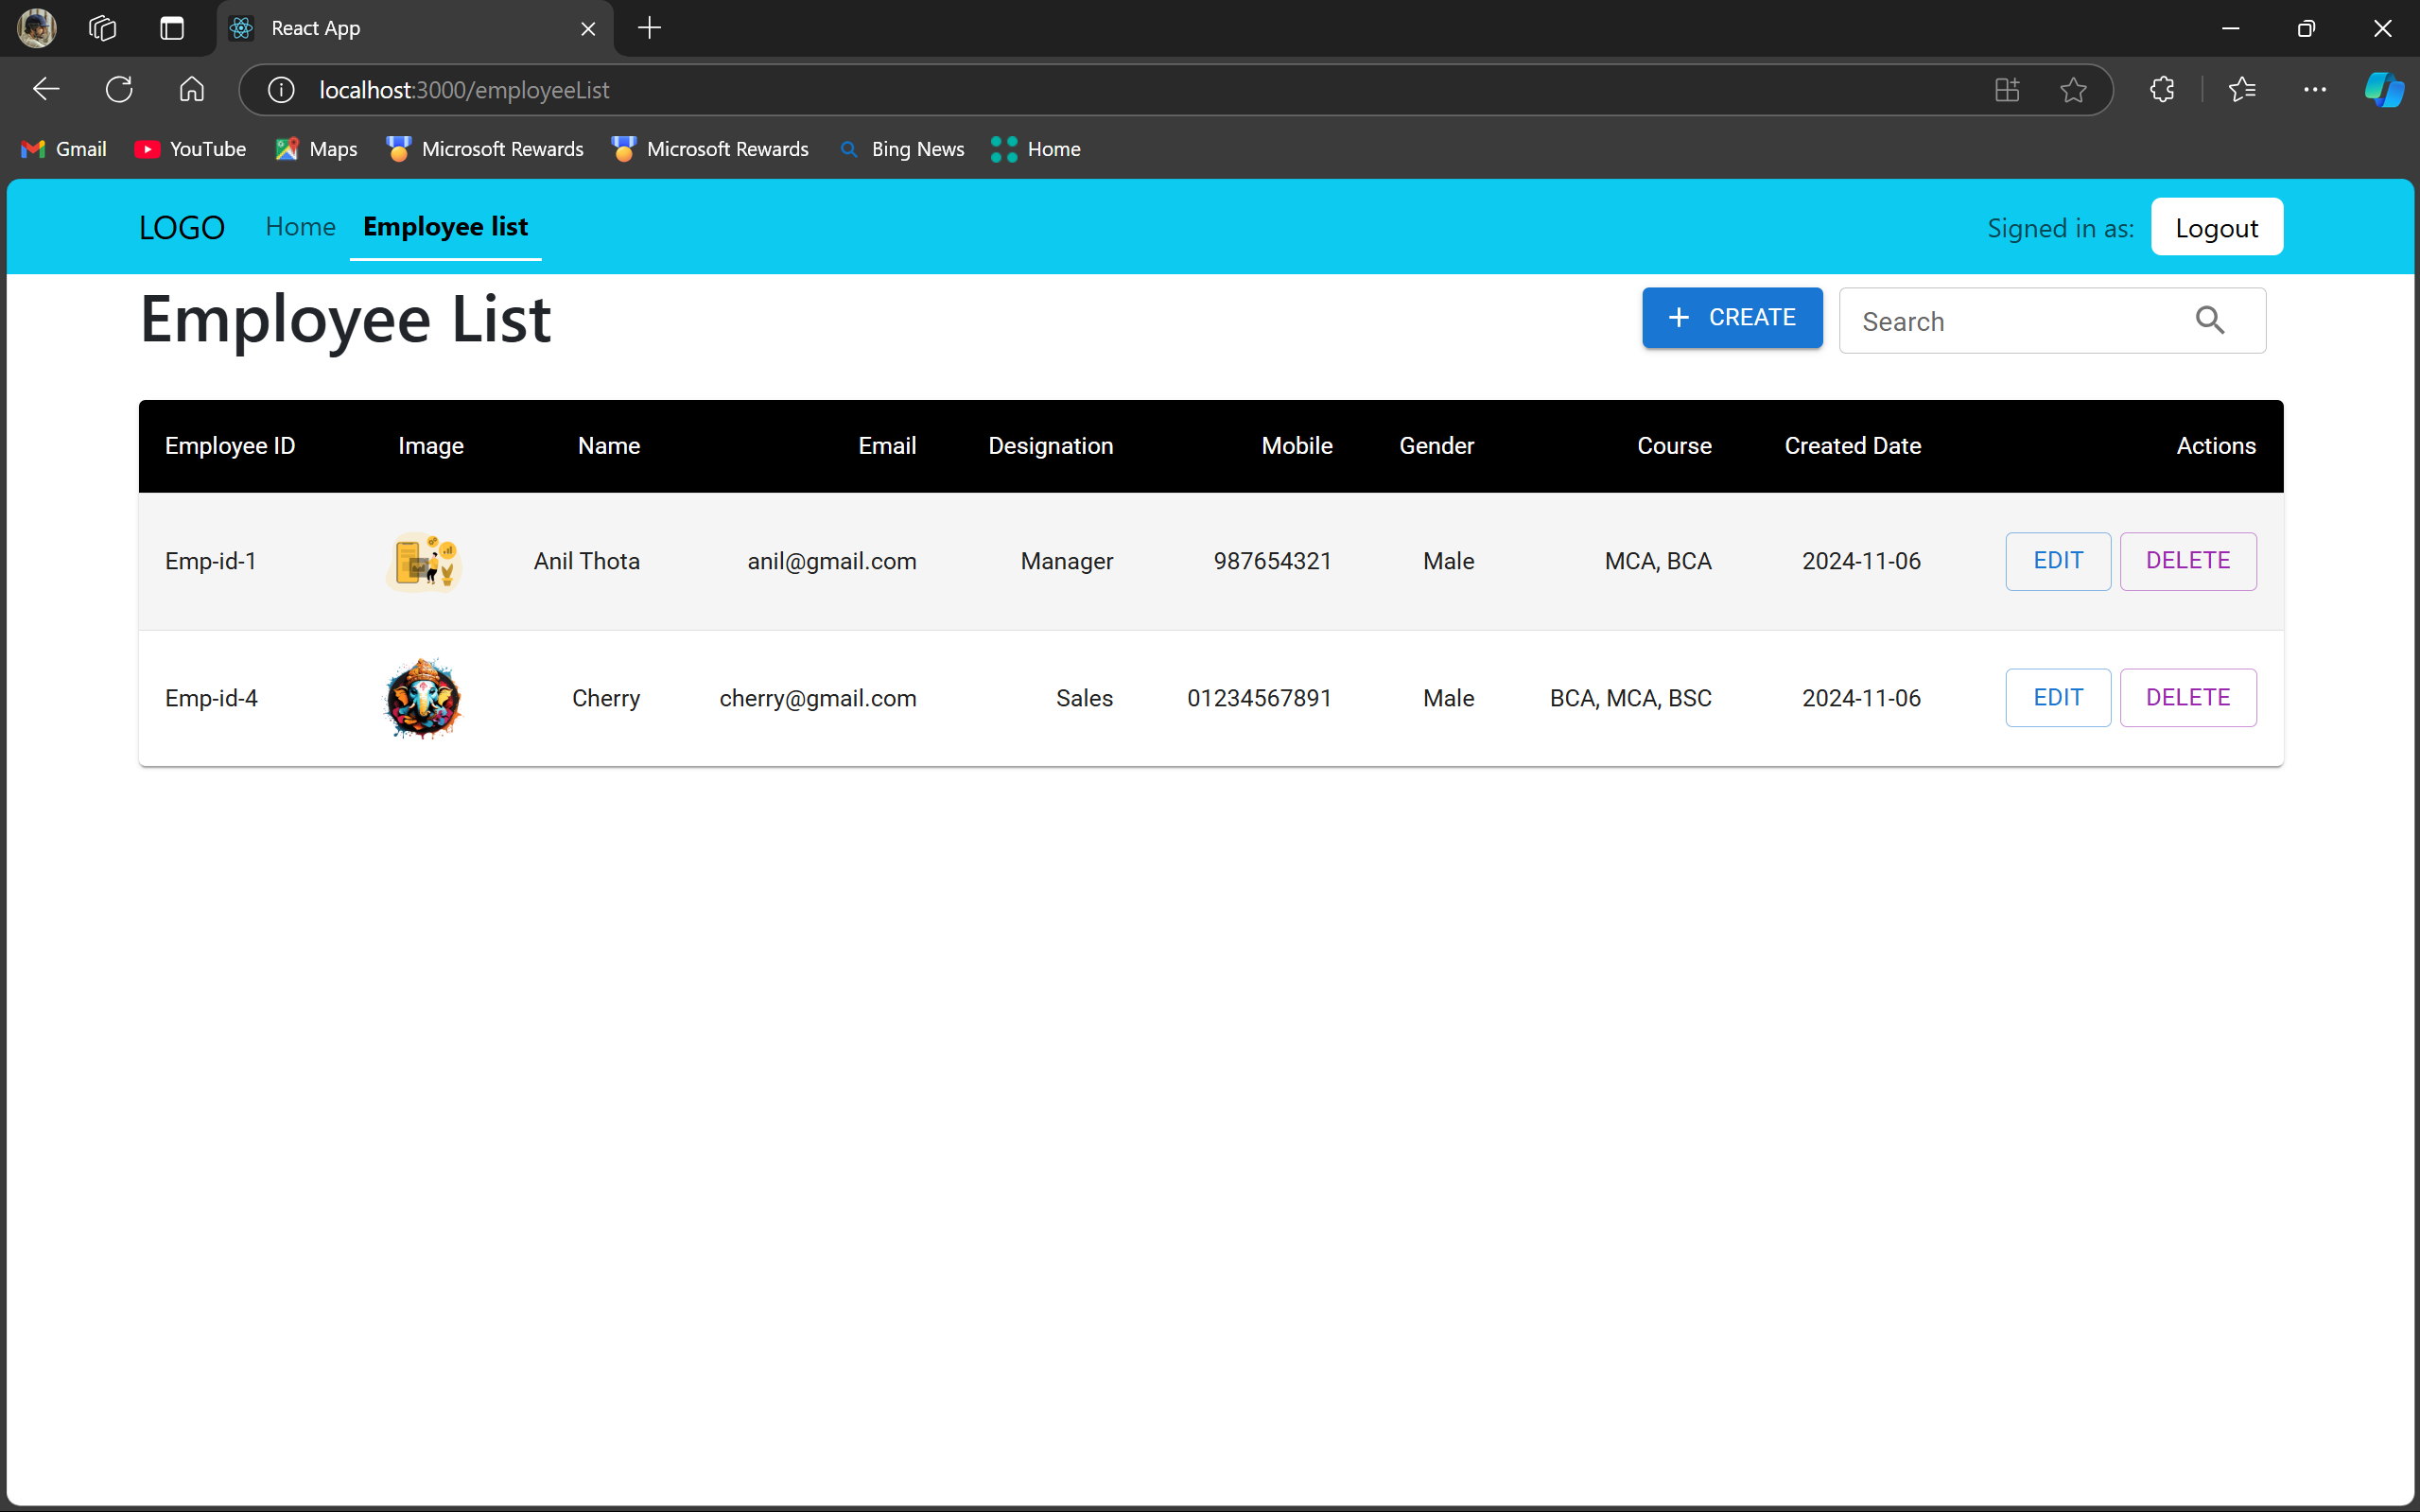 React App
localhost:3000/employeeList
Gmail YouTube Maps Microsoft Rewards Microsoft Rewards Bing News Home
LOGO Home Employee list Signed in as: Logout
Employee List + CREATE Search
Employee ID Image Name Email Designation Mobile Gender Course Created Date Actions
Emp-id-1 Anil Thota anil@gmail.com Manager 987654321 Male MCA, BCA 2024-11-06 EDIT DELETE
Emp-id-4 Cherry cherry@gmail.com Sales 01234567891 Male BCA, MCA, BSC 2024-11-06 EDIT DELETE